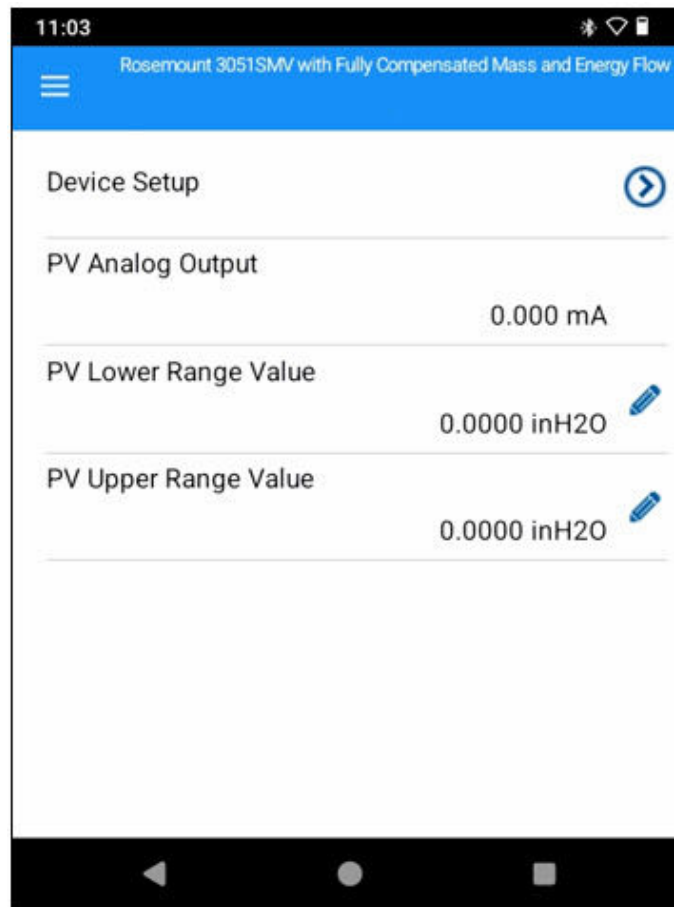 11:03
Rosemount 3051SMV with Fully Compensated Mass and Energy Flow
Device Setup
PV Analog Output
0.000 mA
PV Lower Range Value
0.0000 inH2O
PV Upper Range Value
0.0000 inH2O